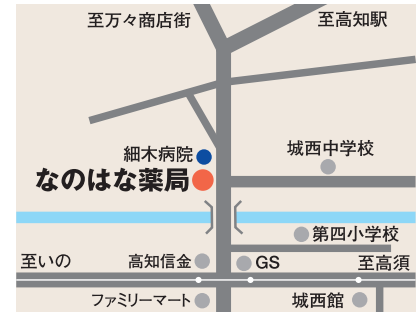 至万々商店街
至高知駅
細木病院
城西中学校
なのはな薬局
第四小学校
至いの
高知信金
GS
至高須
ファミリーマート
城西館